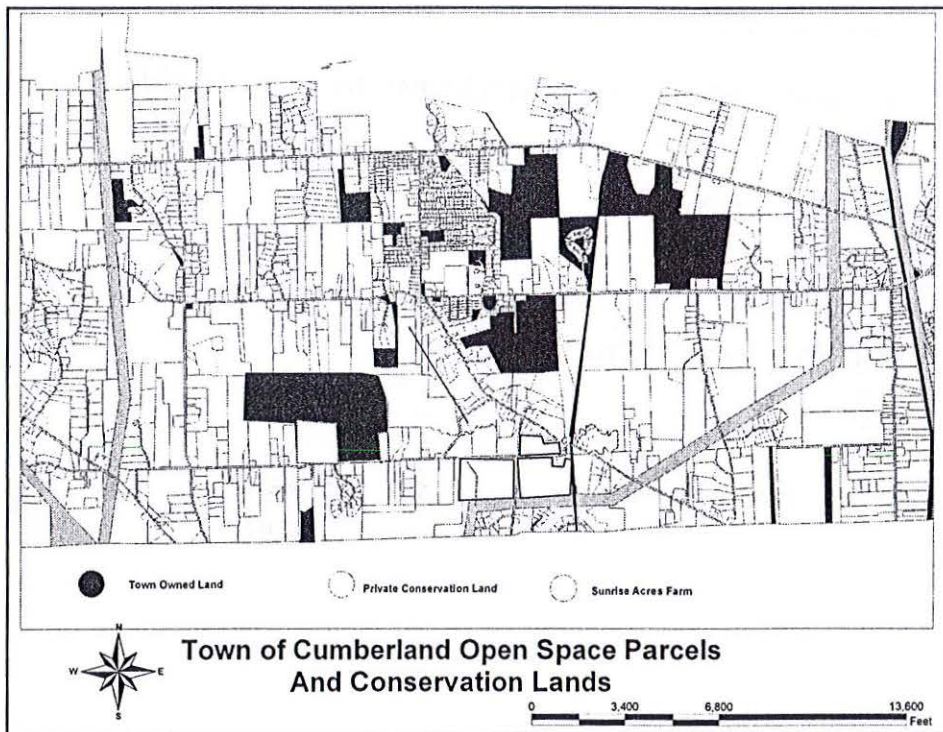 Town Owned Land
Private Conservation Land
Sunrise Acres Farm
N
W E
S
Town of Cumberland Open Space Parcels
And Conservation Lands
0 3,400 6,800 13,600
Feet